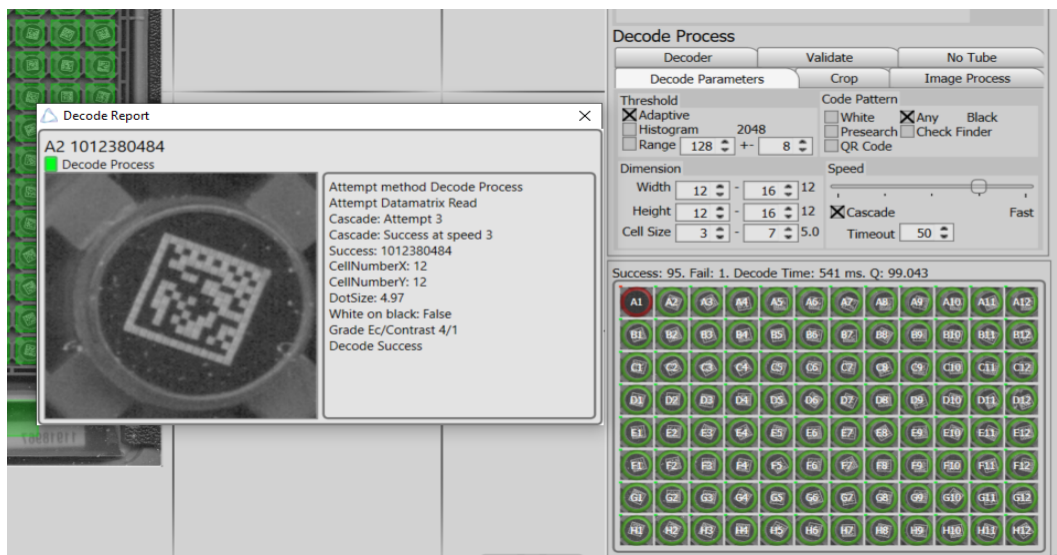 Decode Process
Decoder Validate No Tube
Decode Parameters Crop Image Process
Threshold
Adaptive
Histogram 2048
Range 128 +- 8
Code Pattern
White Any Black
Presearch Check Finder
QR Code
Dimension
Width 12 - 16 12
Height 12 - 16 12
Cell Size 3 - 7 5.0
Speed
Cascade Fast
Timeout 50
Decode Report
A2 1012380484
Decode Process
Attempt method Decode Process
Attempt Datamatrix Read
Cascade: Attempt 3
Cascade: Success at speed 3
Success: 1012380484
CellNumberX: 12
CellNumberY: 12
DotSize: 4.97
White on black: False
Grade Ec/Contrast 4/1
Decode Success
Success: 95. Fail: 1. Decode Time: 541 ms. Q: 99.043
A1 A2 A3 A4 A5 A6 A7 A8 A9 A10 A11 A12
B1 B2 B3 B4 B5 B6 B7 B8 B9 B10 B11 B12
C1 C2 C3 C4 C5 C6 C7 C8 C9 C10 C11 C12
D1 D2 D3 D4 D5 D6 D7 D8 D9 D10 D11 D12
E1 E2 E3 E4 E5 E6 E7 E8 E9 E10 E11 E12
F1 F2 F3 F4 F5 F6 F7 F8 F9 F10 F11 F12
G1 G2 G3 G4 G5 G6 G7 G8 G9 G10 G11 G12
H1 H2 H3 H4 H5 H6 H7 H8 H9 H10 H11 H12